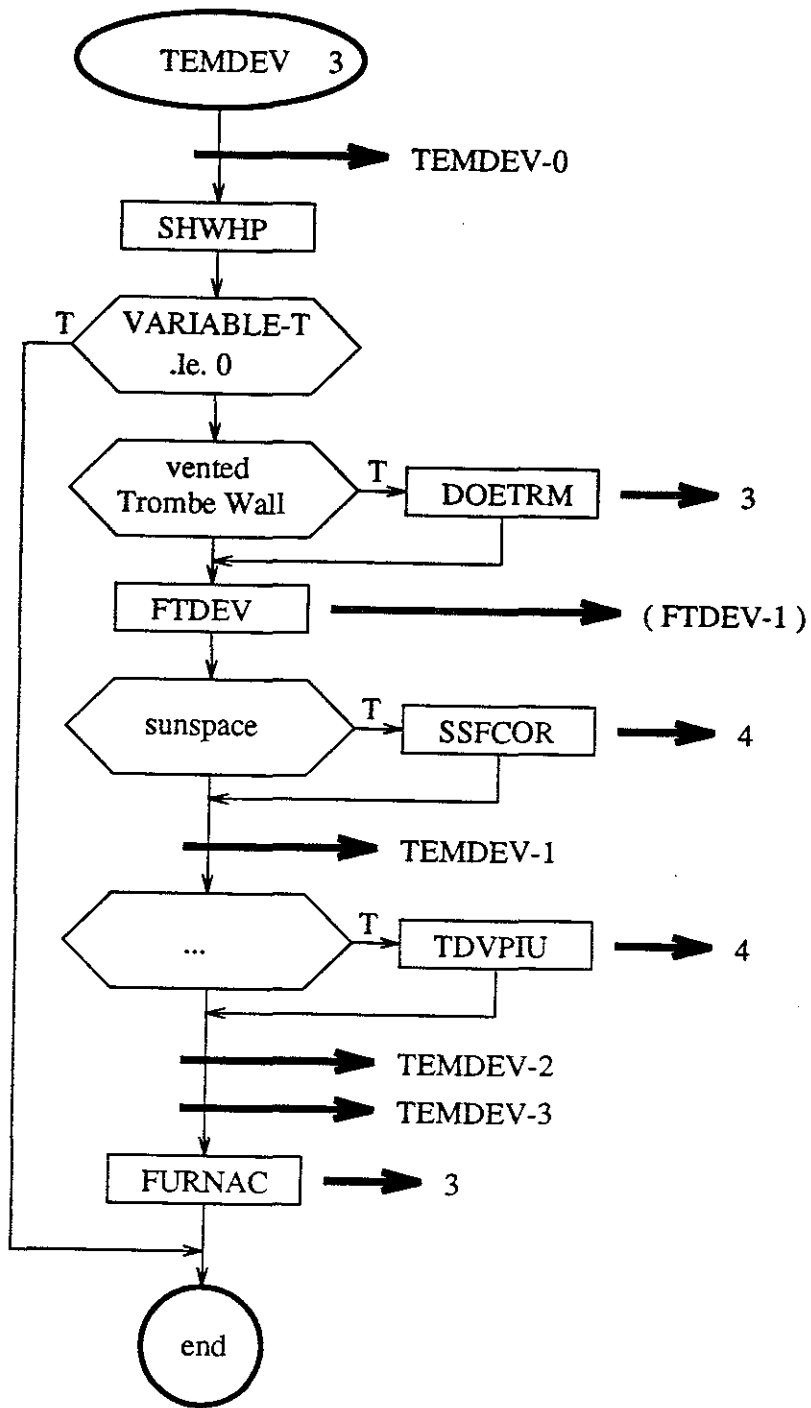 TEMDEV 3
TEMDEV-0
SHWHP
T
VARIABLE-T
.le. 0
vented
Trombe Wall
T
DOETRM
3
FTDEV
( FTDEV-1 )
sunspace
T
SSFCOR
4
TEMDEV-1
...
T
TDVPIU
4
TEMDEV-2
TEMDEV-3
FURNAC
3
end